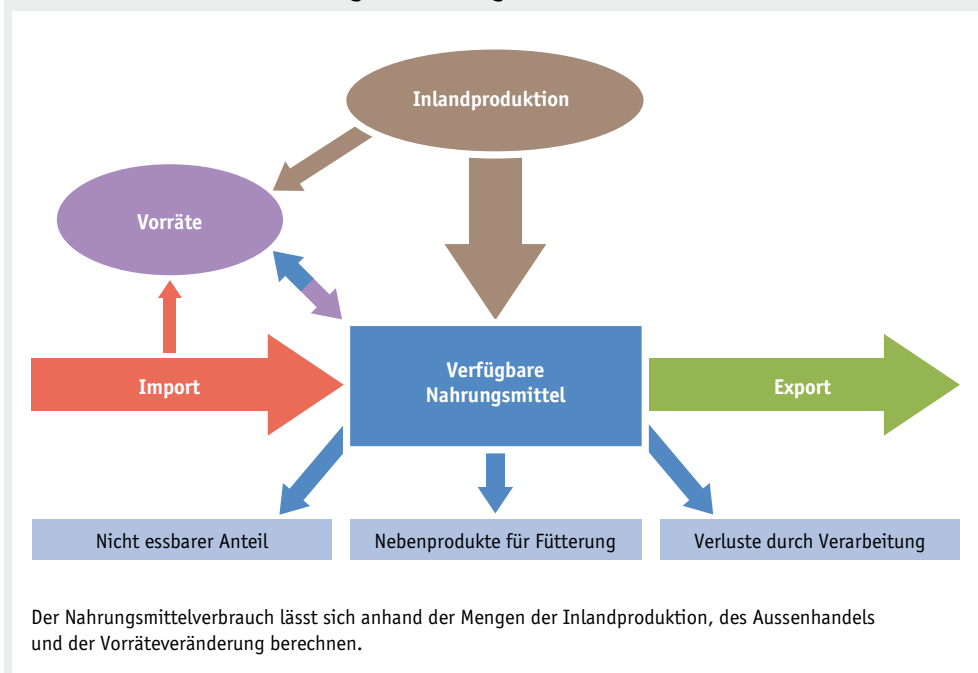 Inlandproduktion
Vorräte
Import
Verfügbare
Nahrungsmittel
Export
Nicht essbarer Anteil
Nebenprodukte für Fütterung
Verluste durch Verarbeitung
Der Nahrungsmittelverbrauch lässt sich anhand der Mengen der Inlandproduktion, des Aussenhandels
und der Vorräteveränderung berechnen.